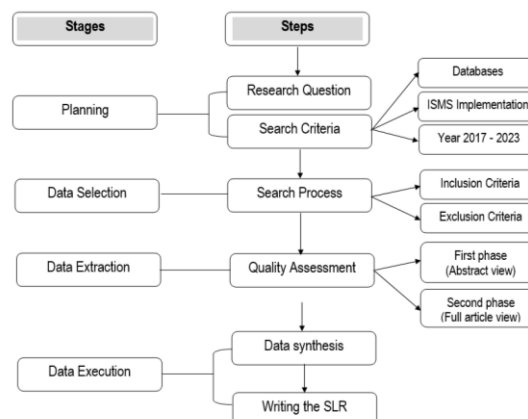 Stages
Steps
Research Question
Databases
Planning
ISMS Implementation
Search Criteria
Year 2017 - 2023
Data Selection
Search Process
Inclusion Criteria
Exclusion Criteria
Data Extraction
Quality Assessment
First phase
(Abstract view)
Second phase
(Full article view)
Data synthesis
Data Execution
Writing the SLR